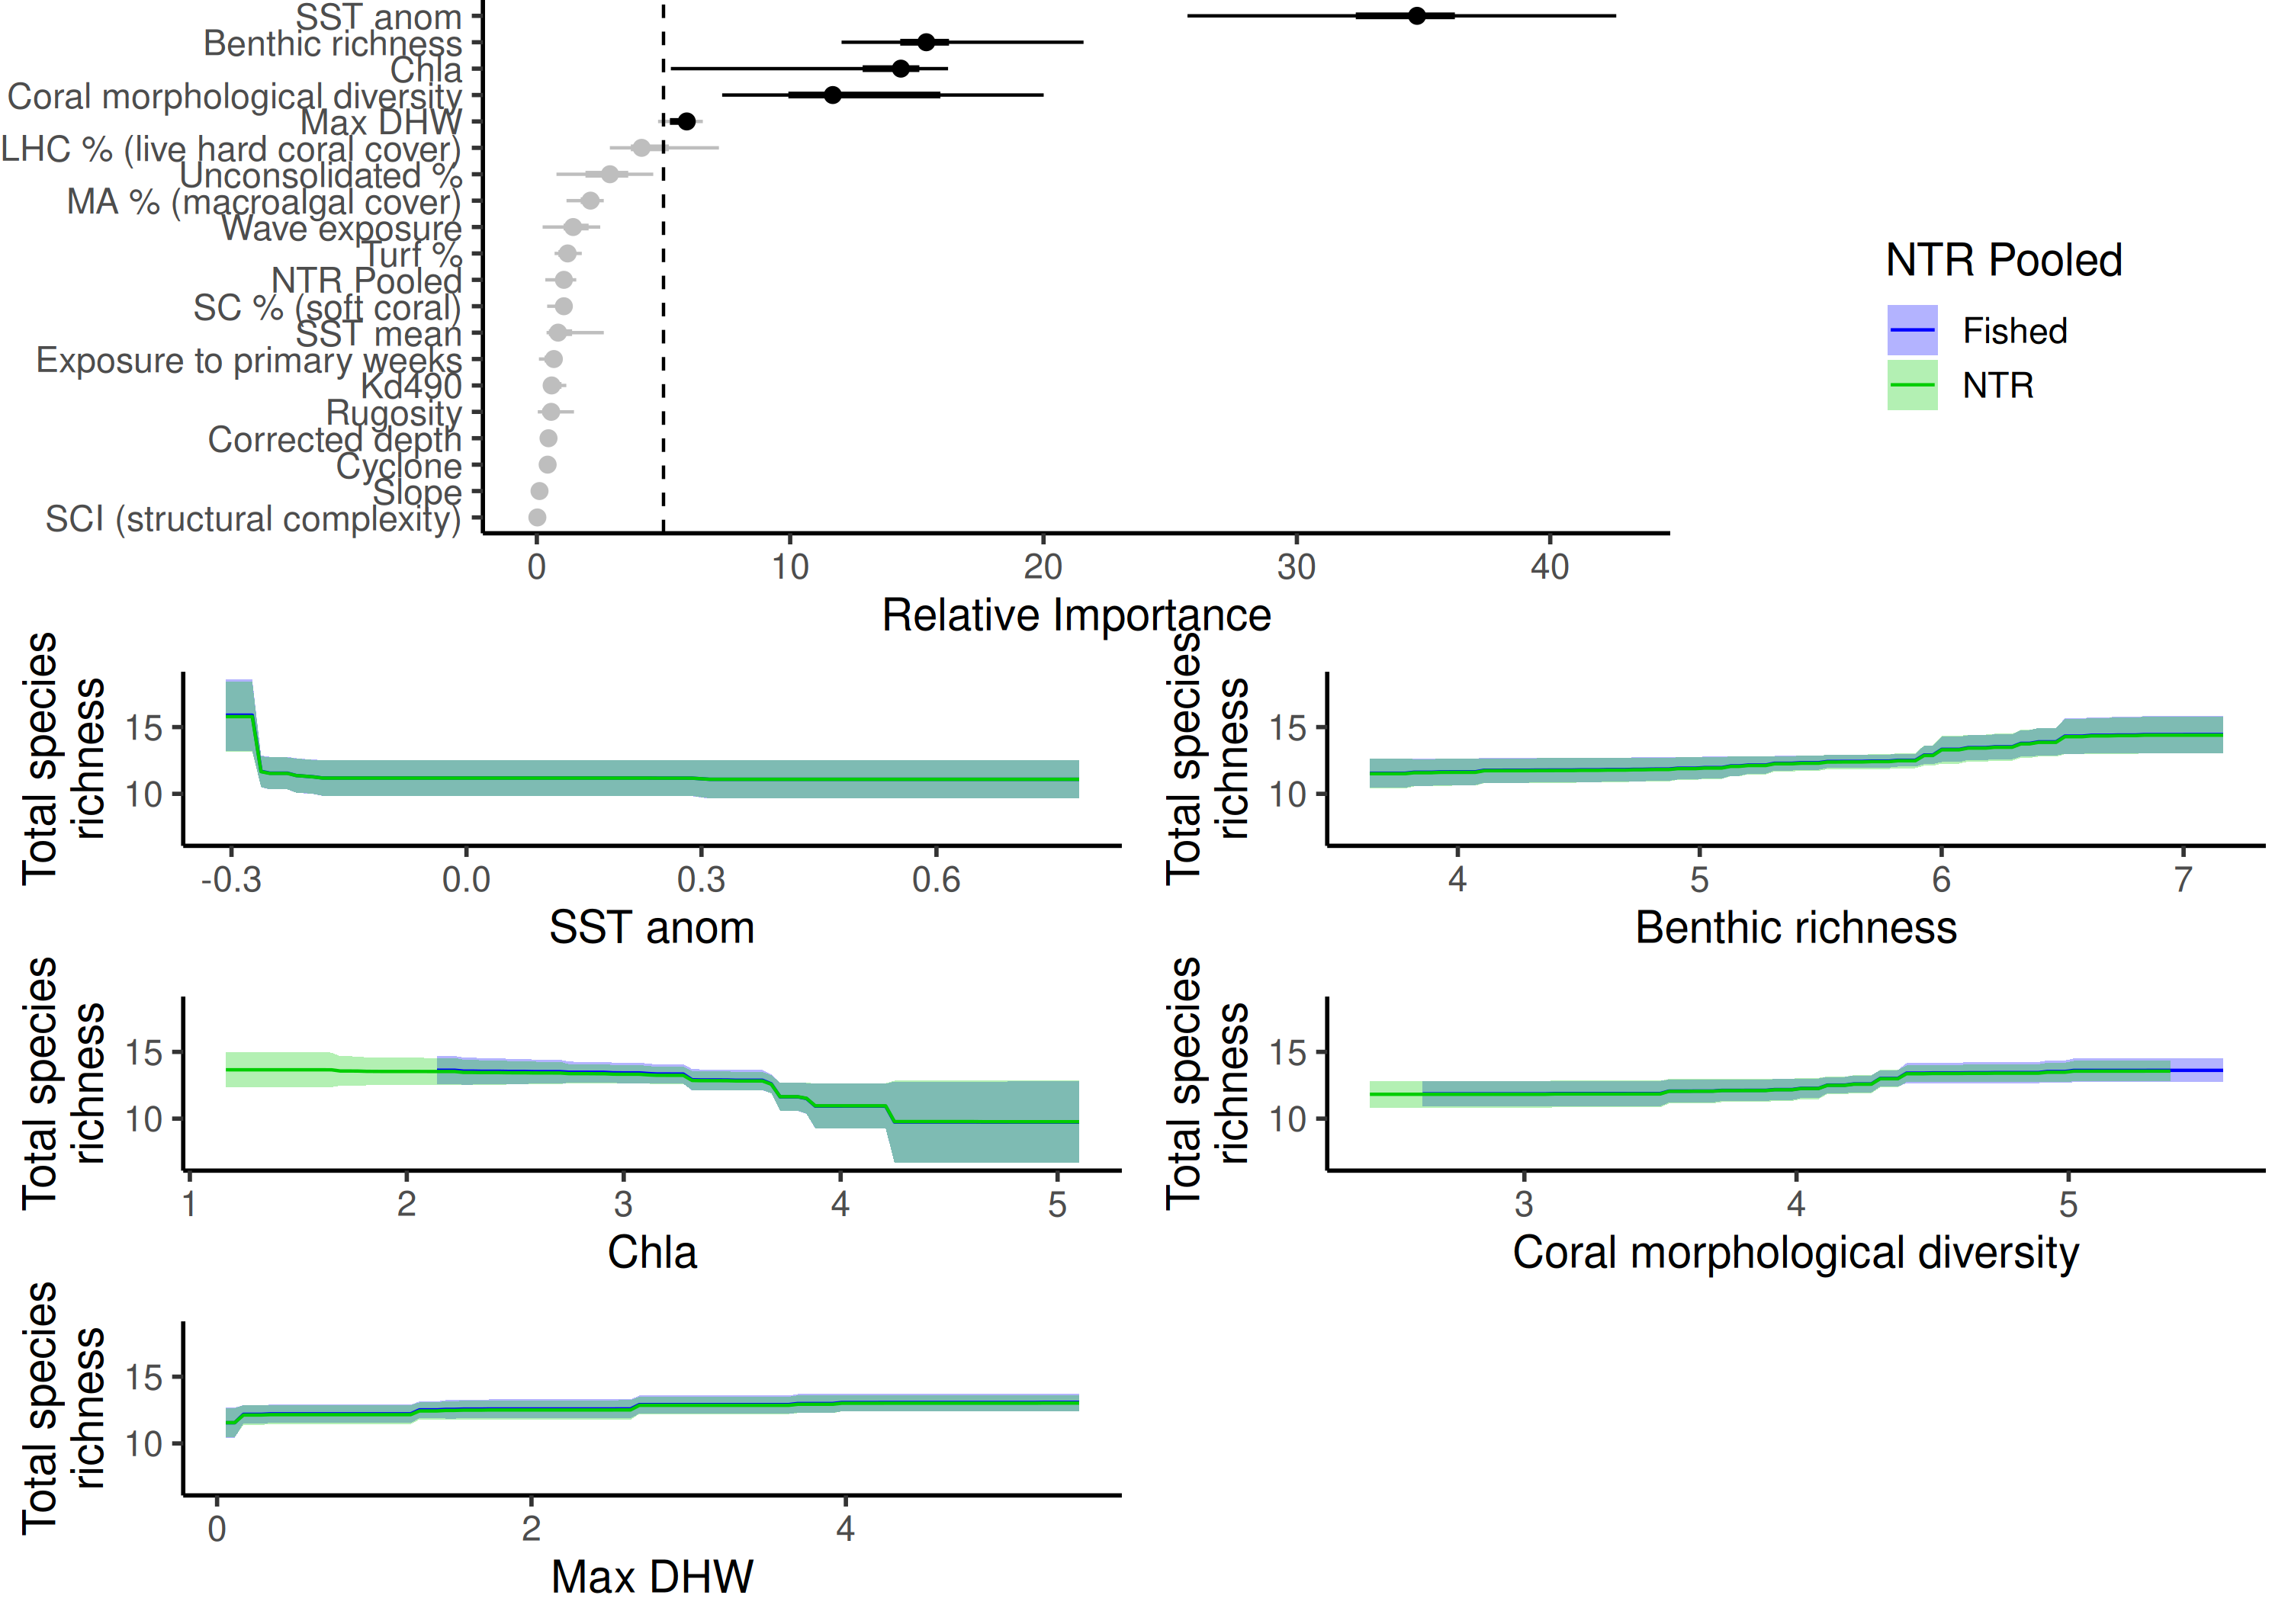 SST anom
Benthic richness
Chla
Coral morphological diversity
Max DHW
LHC % (live hard coral cover)
Unconsolidated %
MA % (macroalgal cover)
Wave exposure
Turf %
NTR Pooled
SC % (soft coral)
SST mean
Exposure to primary weeks
Kd490
Rugosity
Corrected depth
Cyclone
Slope
SCI (structural complexity)
0 10 20 30 40
Relative Importance
NTR Pooled
Fished
NTR
Total species
richness
15
10
-0.3 0.0 0.3 0.6
SST anom
Total species
richness
15
10
4 5 6 7
Benthic richness
Total species
richness
15
10
1 2 3 4 5
Chla
Total species
richness
15
10
3 4 5
Coral morphological diversity
Total species
richness
15
10
0 2 4
Max DHW